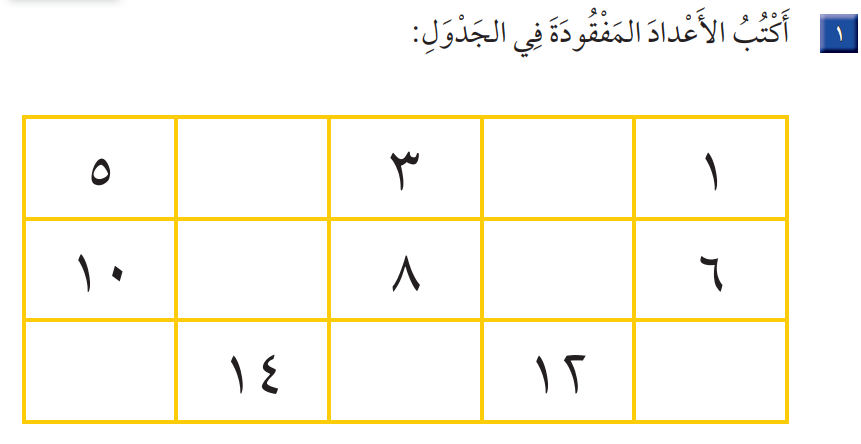 ١ أَكْتُبُ الأَعْدادَ المَفْقُودَةَ فِي الجَدْوَلِ:
١ ٣ ٥
٦ ٨ ١٠
١٢ ١٤